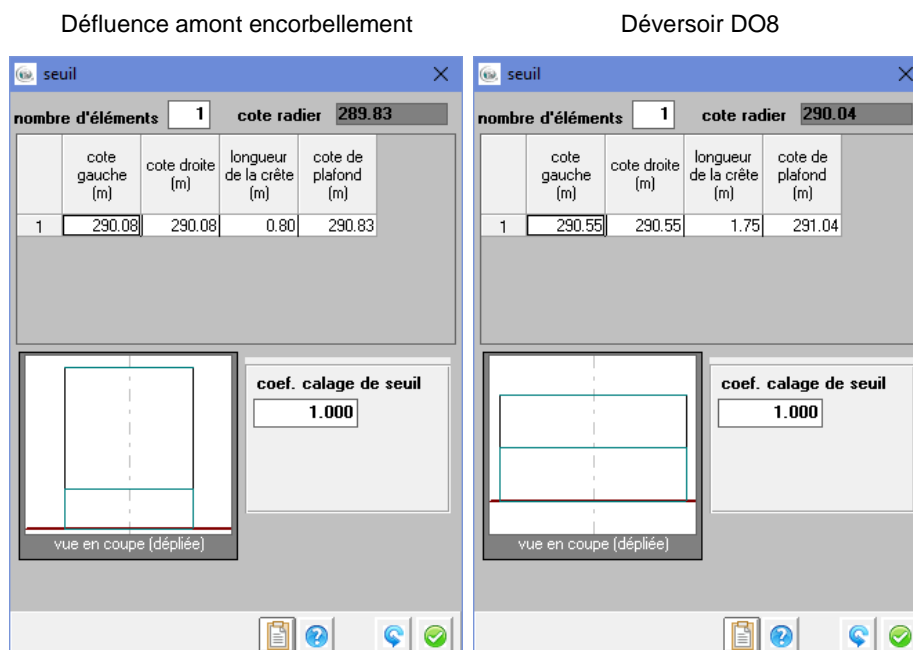 Défluence amont encorbellement
seuil
nombre d'éléments 1 cote radier 289.83
cote gauche (m) cote droite (m) longueur de la crête (m) cote de plafond (m)
1 290.08 290.08 0.80 290.83
coef. calage de seuil
1.000
vue en coupe (dépliée)
Déversoir DO8
seuil
nombre d'éléments 1 cote radier 290.04
cote gauche (m) cote droite (m) longueur de la crête (m) cote de plafond (m)
1 290.55 290.55 1.75 291.04
coef. calage de seuil
1.000
vue en coupe (dépliée)